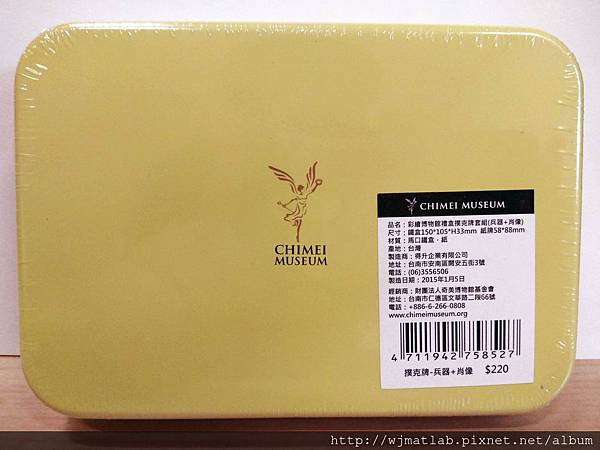 CHIMEI
MUSEUM
CHIMEI MUSEUM
品名：彩繪博物館禮盒撲克牌套組(兵器+肖像)
尺寸：鐵盒150*105*H33mm 紙牌58*88mm
材質：馬口鐵盒、紙
產地：台灣
製造商：得升企業有限公司
地址：台南市安南區開安五街3號
電話：(06)3556506
製造日期：2015年1月5日
經銷商：財團法人奇美博物館基金會
地址：台南市仁德區文華路二段66號
電話：+886-6-266-0808
www.chimeimuseum.org
4 711942 758527
撲克牌-兵器+肖像 $220
http://wjmatlab.pixnet.net/album